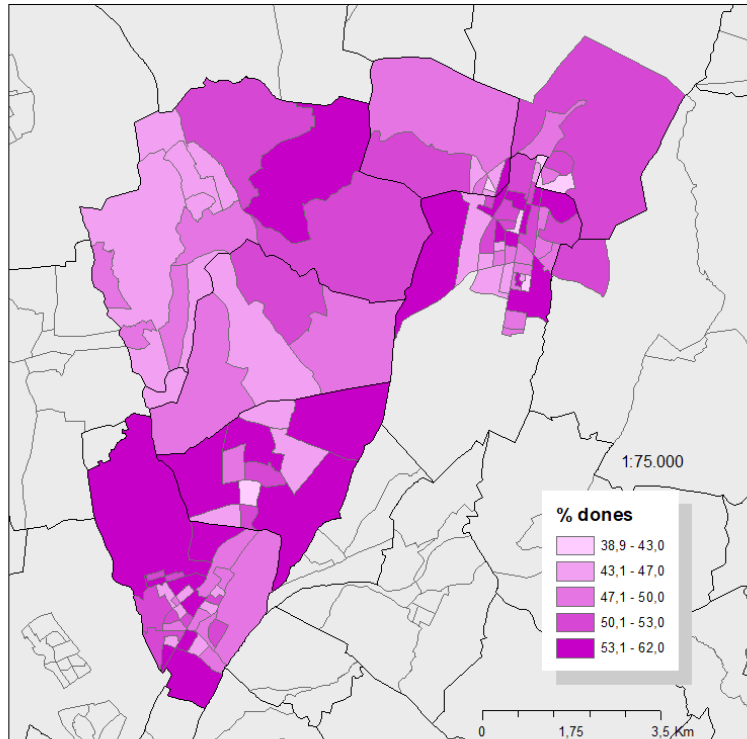 1:75.000
% dones
38,9 - 43,0
43,1 - 47,0
47,1 - 50,0
50,1 - 53,0
53,1 - 62,0
0 1,75 3,5 Km